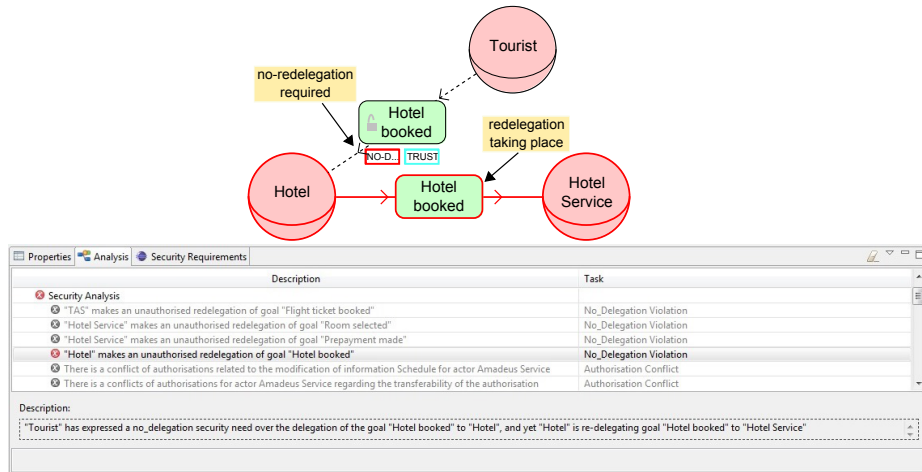 Tourist
no-redelegation
required
Hotel
booked
redelegation
taking place
NO-D... TRUST
Hotel
Hotel
booked
Hotel
Service
Properties Analysis Security Requirements
Description Task
Security Analysis
"TAS" makes an unauthorised redelegation of goal "Flight ticket booked" No_Delegation Violation
"Hotel Service" makes an unauthorised redelegation of goal "Room selected" No_Delegation Violation
"Hotel Service" makes an unauthorised redelegation of goal "Prepayment made" No_Delegation Violation
"Hotel" makes an unauthorised redelegation of goal "Hotel booked" No_Delegation Violation
There is a conflict of authorisations related to the modification of information Schedule for actor Amadeus Service Authorisation Conflict
There is a conflicts of authorisations for actor Amadeus Service regarding the transferability of the authorisation Authorisation Conflict
Description:
"Tourist" has expressed a no_delegation security need over the delegation of the goal "Hotel booked" to "Hotel", and yet "Hotel" is re-delegating goal "Hotel booked" to "Hotel Service"